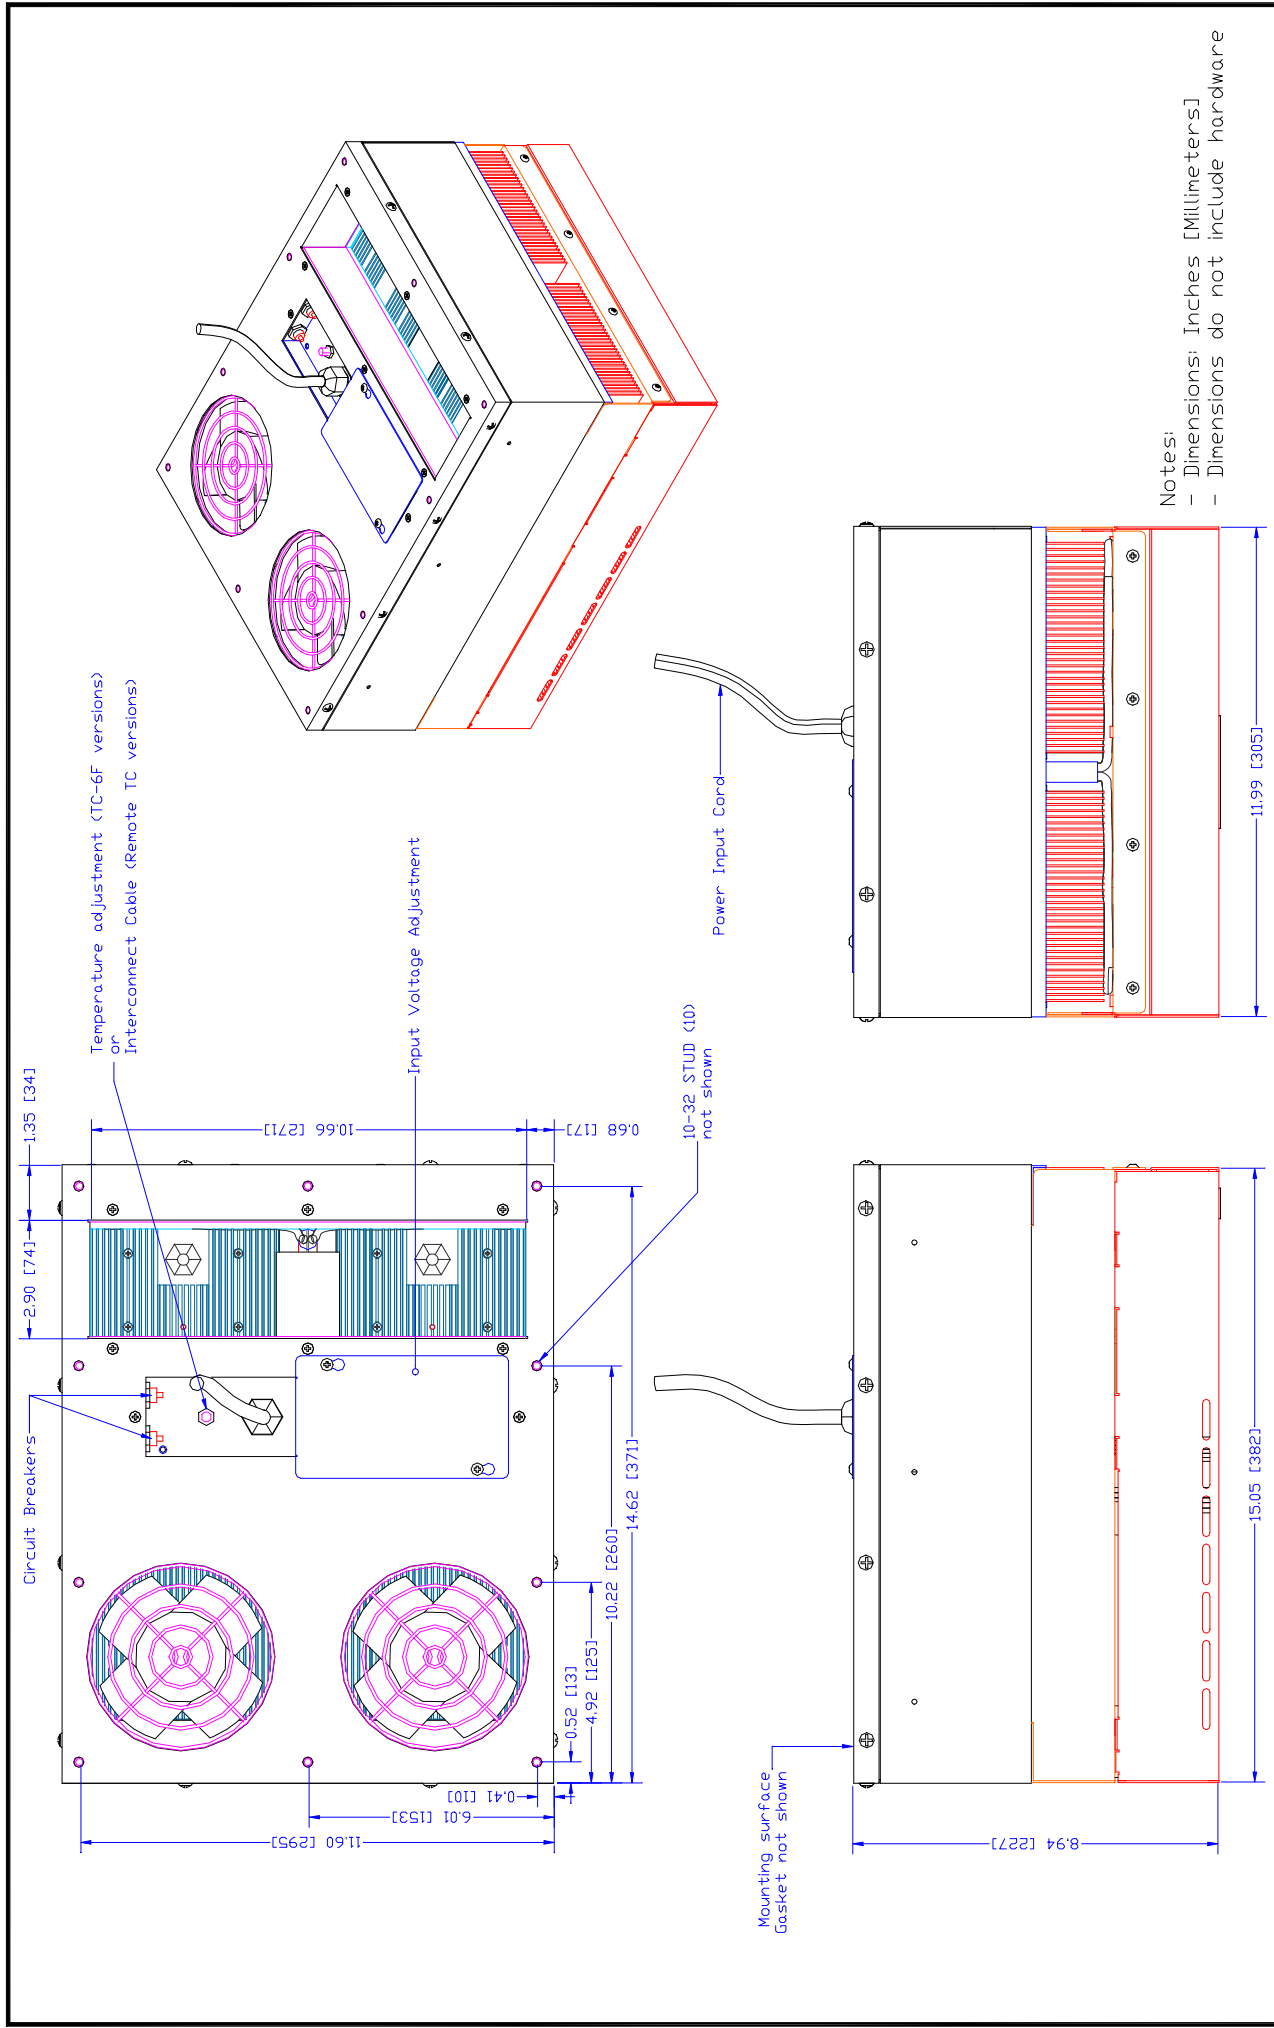 Circuit Breakers
2.90 [74]
1.35 [34]
Temperature adjustment (TC-6F versions)
or
Interconnect Cable (Remote TC versions)
10.66 [271]
0.68 [17]
Input Voltage Adjustment
10-32 STUD (10)
not shown
0.52 [13]
4.92 [125]
10.22 [260]
14.62 [371]
0.41 [10]
6.01 [153]
11.60 [295]
Mounting surface
Gasket not shown
8.94 [227]
15.05 [382]
Power Input Cord
11.99 [305]
Notes:
- Dimensions: Inches [Millimeters]
- Dimensions do not include hardware